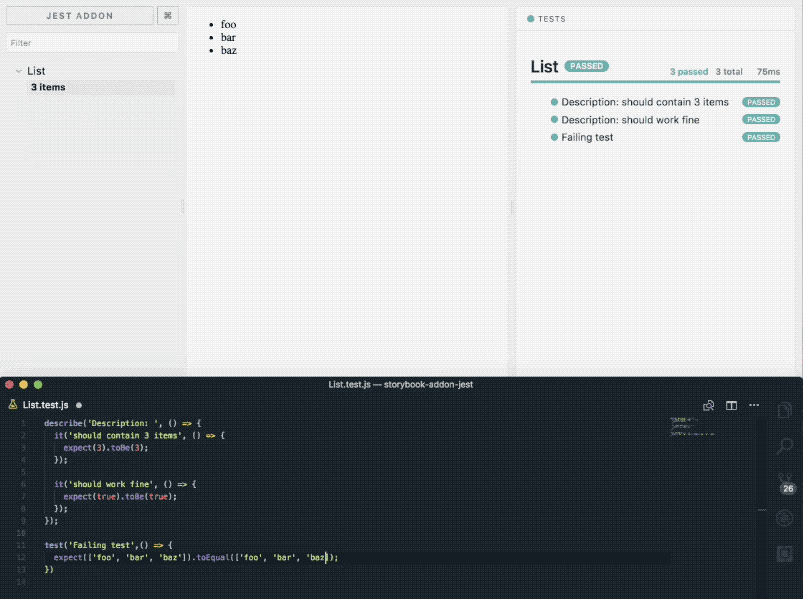 JEST ADDON
⌘
Filter
List
3 items
• foo
• bar
• baz
TESTS
List PASSED 3 passed 3 total 75ms
Description: should contain 3 items PASSED
Description: should work fine PASSED
Failing test PASSED
List.test.js — storybook-addon-jest
List.test.js
1 describe('Description: ', () => {
2 it('should contain 3 items', () => {
3 expect(3).toBe(3);
4 });
5
6 it('should work fine', () => {
7 expect(true).toBe(true);
8 });
9 });
10
11 test('Failing test',() => {
12 expect(['foo', 'bar', 'baz']).toEqual(['foo', 'bar', 'baz]);
13 })
14
26